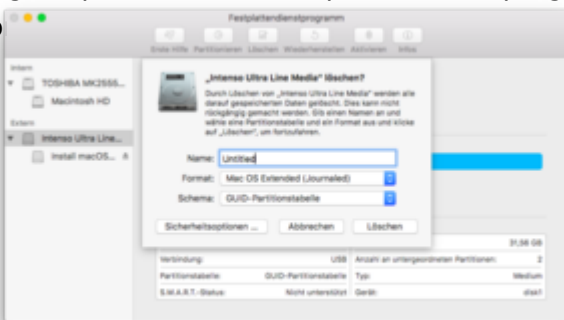 Festplattendienstprogramm
Erste Hilfe Partitionieren Löschen Wiederherstellen Aktivieren Infos
Intern
TOSHIBA MK2555...
Macintosh HD
Extern
Intenso Ultra Line...
Install macOS...
„Intenso Ultra Line Media“ löschen?
Durch Löschen von „Intenso Ultra Line Media“ werden alle
darauf gespeicherten Daten gelöscht. Dies kann nicht
rückgängig gemacht werden. Gib einen Namen an und
wähle eine Partitionstabelle und ein Format aus und klicke
auf „Löschen“, um fortzufahren.
Name: Untitled
Format: Mac OS Extended (Journaled)
Schema: GUID-Partitionstabelle
Sicherheitsoptionen ... Abbrechen Löschen
31,58 GB
Verbindung: USB Anzahl an untergeordneten Partitionen: 2
Partitionstabelle: GUID-Partitionstabelle Typ: Medium
S.M.A.R.T.-Status: Nicht unterstützt Gerät: disk1